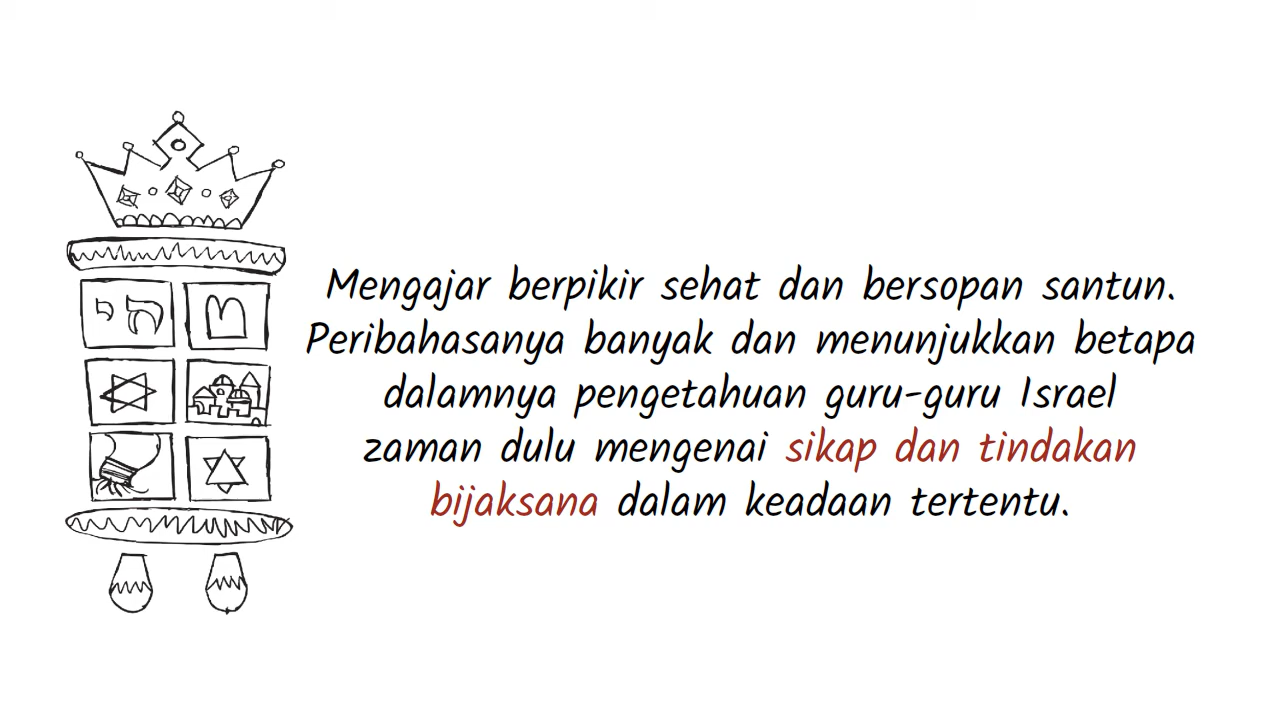 הי
מ
Mengajar berpikir sehat dan bersopan santun.
Peribahasanya banyak dan menunjukkan betapa
dalamnya pengetahuan guru-guru Israel
zaman dulu mengenai sikap dan tindakan
bijaksana dalam keadaan tertentu.